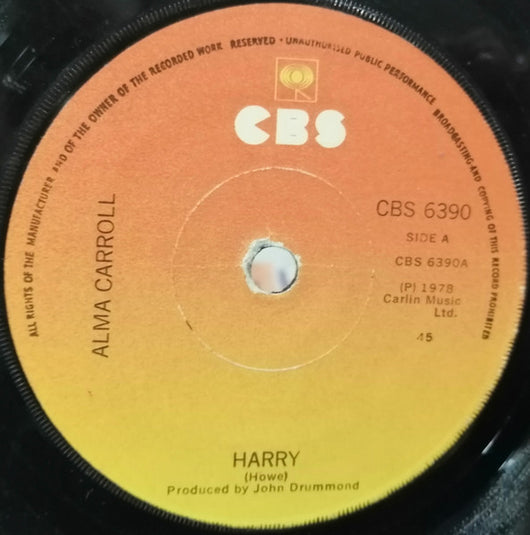 ALL RIGHTS OF THE MANUFACTURER AND OF THE OWNER OF THE RECORDED WORK RESERVED · UNAUTHORISED PUBLIC PERFORMANCE BROADCASTING AND COPYING OF THIS RECORD PROHIBITED
CBS
ALMA CARROLL
CBS 6390
SIDE A
CBS 6390A
(P) 1978
Carlin Music
Ltd.
45
HARRY
(Howe)
Produced by John Drummond